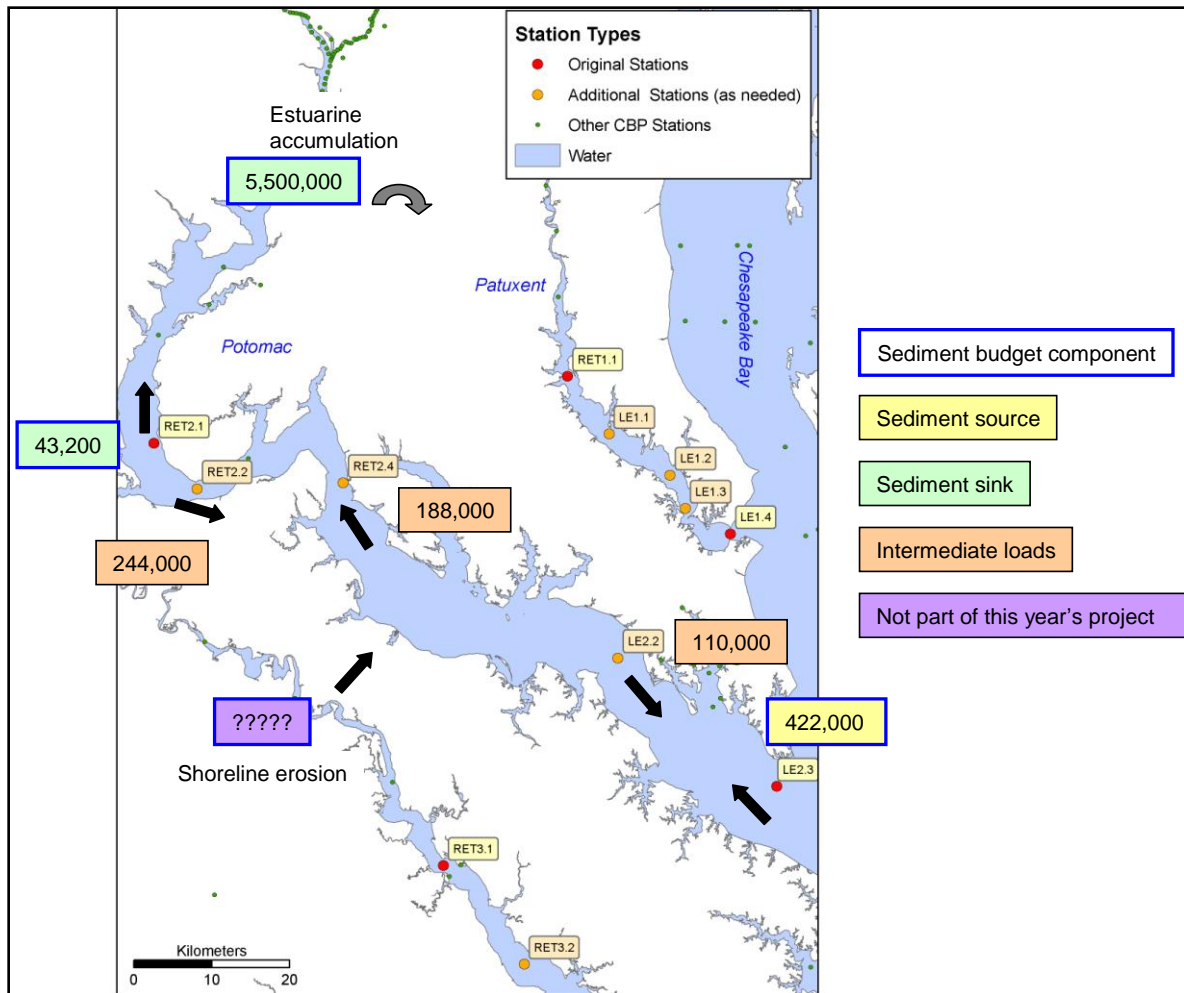 Station Types
Original Stations
Additional Stations (as needed)
Other CBP Stations
Water
Estuarine
accumulation
5,500,000
Patuxent
Chesapeake Bay
Potomac
Sediment budget component
RET1.1
Sediment source
RET2.1
43,200
LE1.1
RET2.2
RET2.4
LE1.2
Sediment sink
188,000
LE1.3
LE1.4
244,000
Intermediate loads
Not part of this year's project
LE2.2
110,000
?????
422,000
Shoreline erosion
LE2.3
RET3.1
Kilometers
RET3.2
0 10 20